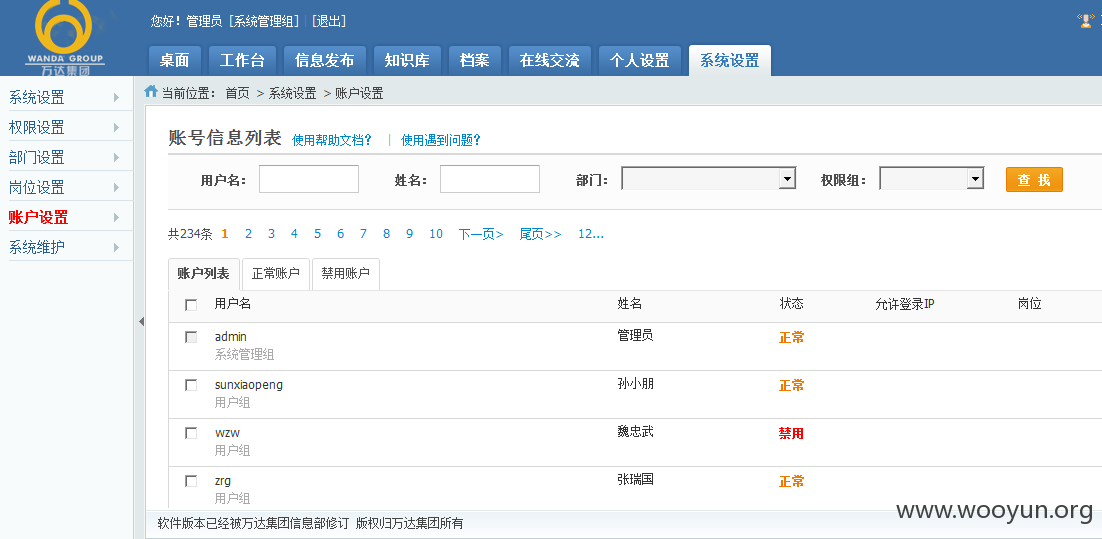 您好！管理员 [系统管理组] [退出]
WANDA GROUP
万达集团
桌面 工作台 信息发布 知识库 档案 在线交流 个人设置 系统设置
系统设置
权限设置
部门设置
岗位设置
账户设置
系统维护
当前位置： 首页 > 系统设置 > 账户设置
账号信息列表 使用帮助文档？ | 使用遇到问题？
用户名： 姓名： 部门： 权限组： 查 找
共234条 1 2 3 4 5 6 7 8 9 10 下一页> 尾页>> 12...
账户列表 正常账户 禁用账户
用户名 姓名 状态 允许登录IP 岗位
admin 管理员 正常
系统管理组
sunxiaopeng 孙小朋 正常
用户组
wzw 魏忠武 禁用
用户组
zrg 张瑞国 正常
用户组
软件版本已经被万达集团信息部修订 版权归万达集团所有
www.wooyun.org